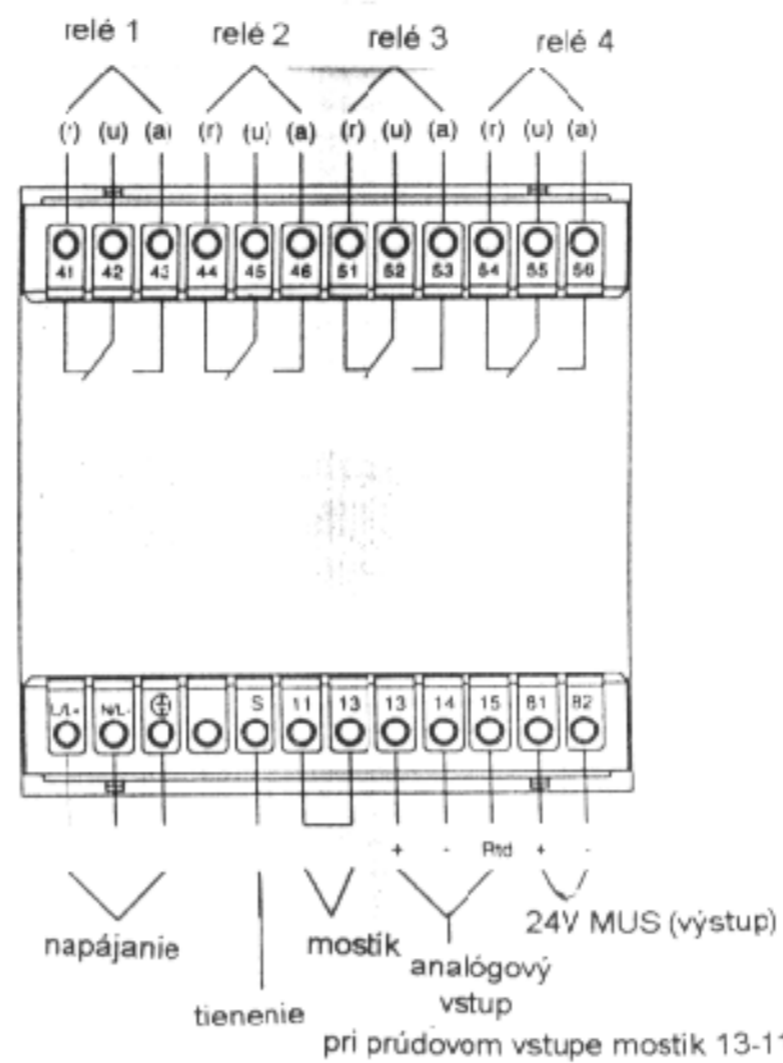 relé 1 relé 2 relé 3 relé 4
(r) (u) (a) (r) (u) (a) (r) (u) (a) (r) (u) (a)
41 42 43 44 45 46 51 52 53 54 55 56
L/L+ N/L- S 11 13 13 14 15 81 82
+ - Rtd + -
24V MUS (výstup)
napájanie mostík analógový
vstup
tienenie
pri prúdovom vstupe mostik 13-11